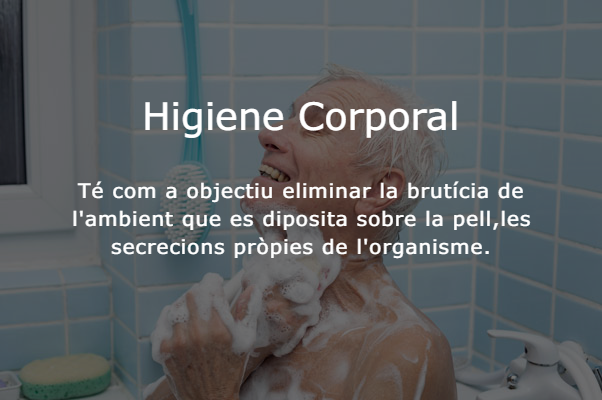 Higiene Corporal
Té com a objectiu eliminar la brutícia de
l'ambient que es diposita sobre la pell,les
secrecions pròpies de l'organisme.